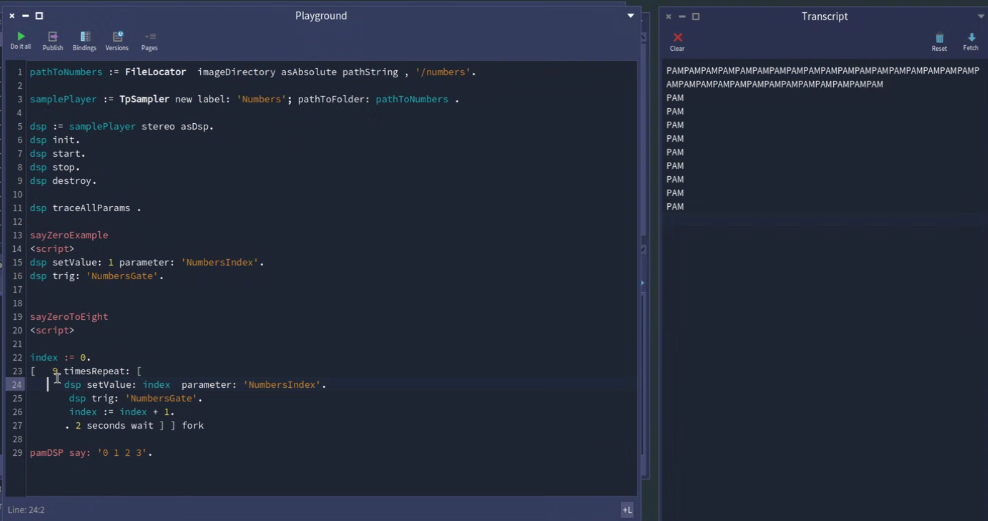 Playground
Transcript
Do it all
Publish
Bindings
Versions
Pages
Clear
Reset
Fetch
1 pathToNumbers := FileLocator imageDirectory asAbsolute pathString , '/numbers'.
2
3 samplePlayer := TpSampler new label: 'Numbers'; pathToFolder: pathToNumbers .
4
5 dsp := samplePlayer stereo asDsp.
6 dsp init.
7 dsp start.
8 dsp stop.
9 dsp destroy.
10
11 dsp traceAllParams .
12
13 sayZeroExample
14 <script>
15 dsp setValue: 1 parameter: 'NumbersIndex'.
16 dsp trig: 'NumbersGate'.
17
18
19 sayZeroToEight
20 <script>
21
22 index := 0.
23 [ 9 timesRepeat: [
24 dsp setValue: index parameter: 'NumbersIndex'.
25 dsp trig: 'NumbersGate'.
26 index := index + 1.
27 . 2 seconds wait ] ] fork
28
29 pamDSP say: '0 1 2 3'.
Line: 24:2
+L
PAMPAMPAMPAMPAMPAMPAMPAMPAMPAMPAMPAMPAMPAMPAMPAMPAMPAM
AMPAMPAMPAMPAMPAMPAMPAMPAMPAMPAMPAMPAM
PAM
PAM
PAM
PAM
PAM
PAM
PAM
PAM
PAM